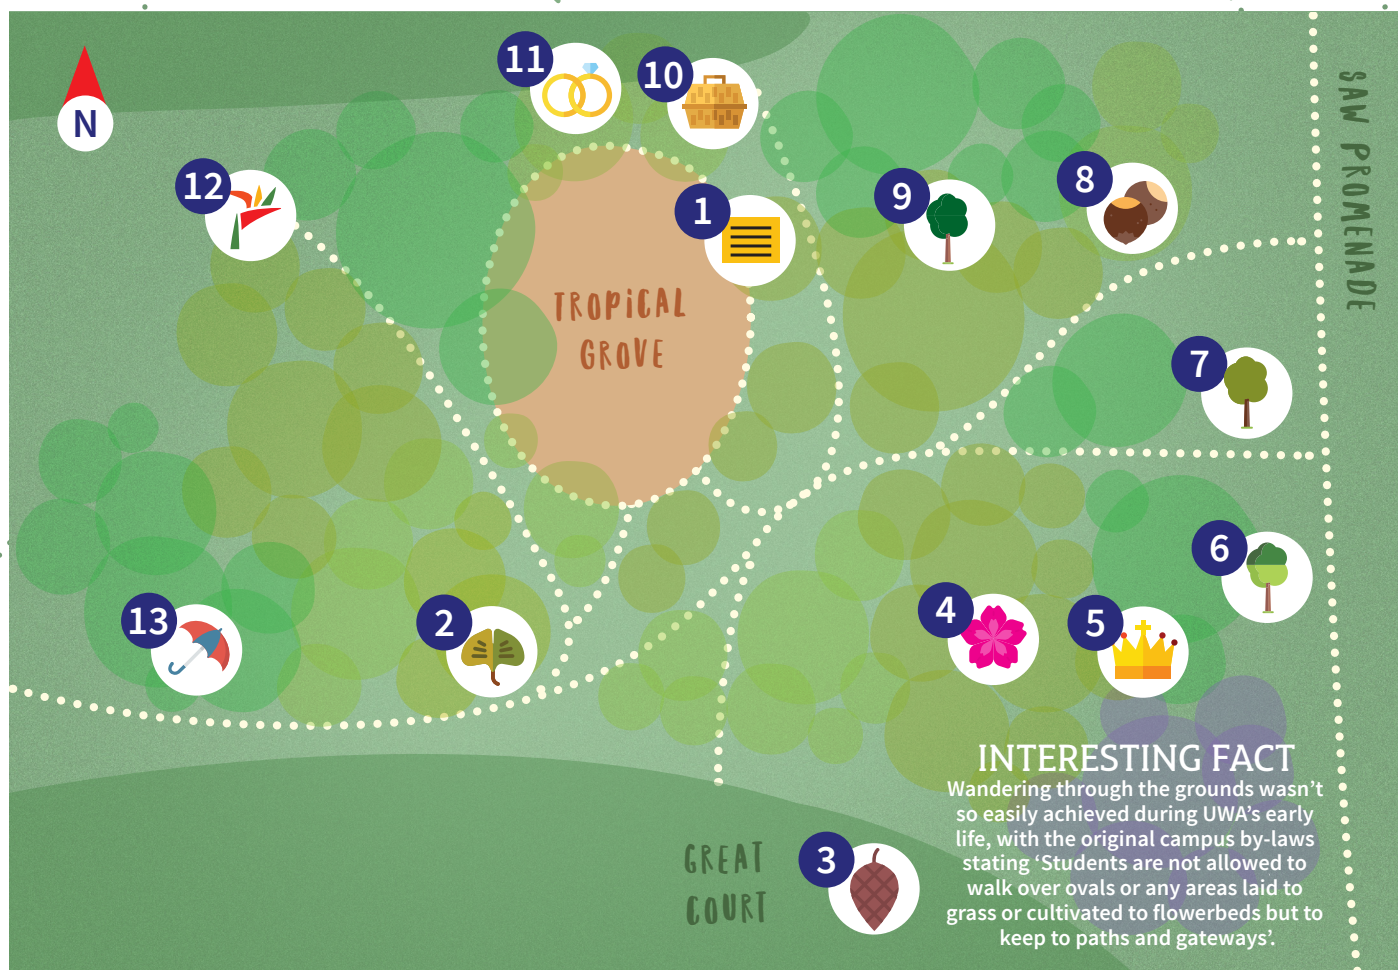 11
10
N
12
1
9
8
SAW PROMENADE
TROPiCAL
GROVE
7
6
13
2
4
5
INTERESTING FACT
Wandering through the grounds wasn’t
so easily achieved during UWA’s early
life, with the original campus by-laws
stating ‘Students are not allowed to
walk over ovals or any areas laid to
grass or cultivated to flowerbeds but to
keep to paths and gateways’.
GREAT
COURT
3